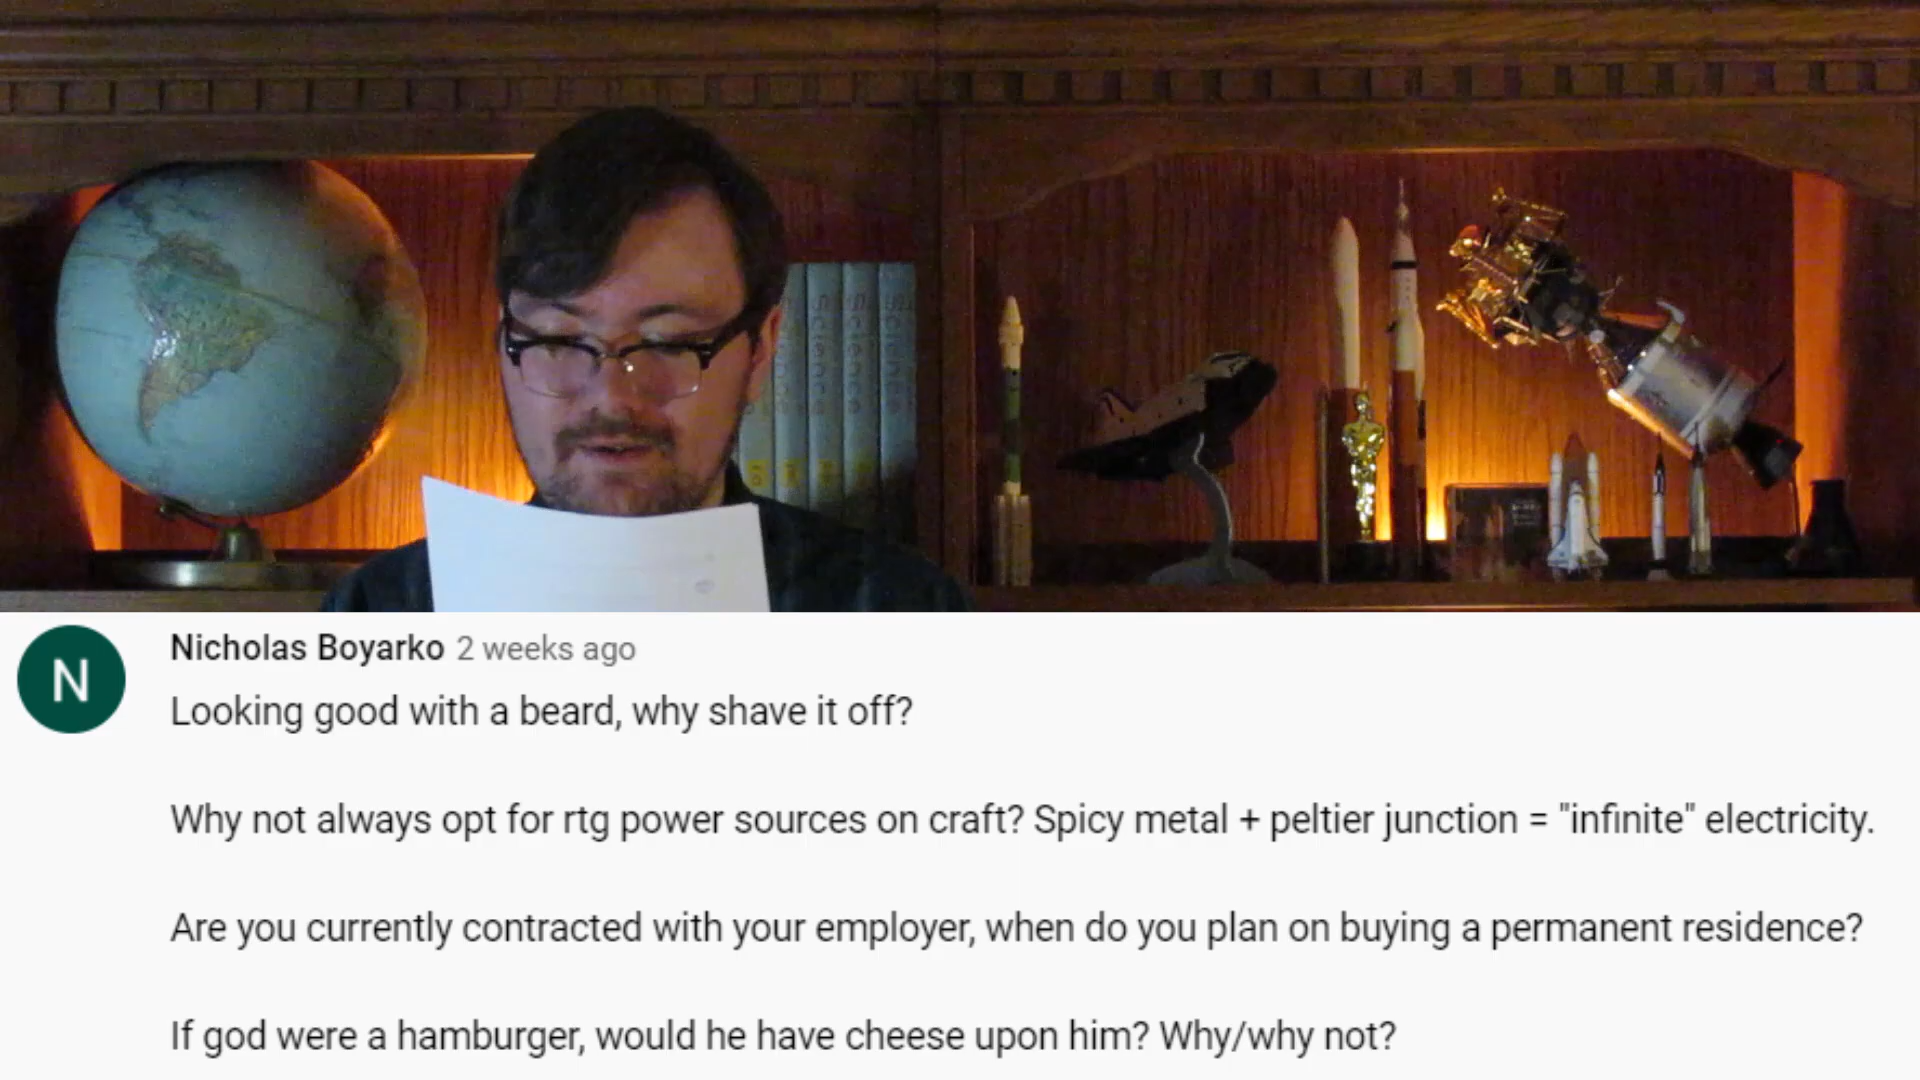 N
Nicholas Boyarko 2 weeks ago
Looking good with a beard, why shave it off?
Why not always opt for rtg power sources on craft? Spicy metal + peltier junction = "infinite" electricity.
Are you currently contracted with your employer, when do you plan on buying a permanent residence?
If god were a hamburger, would he have cheese upon him? Why/why not?